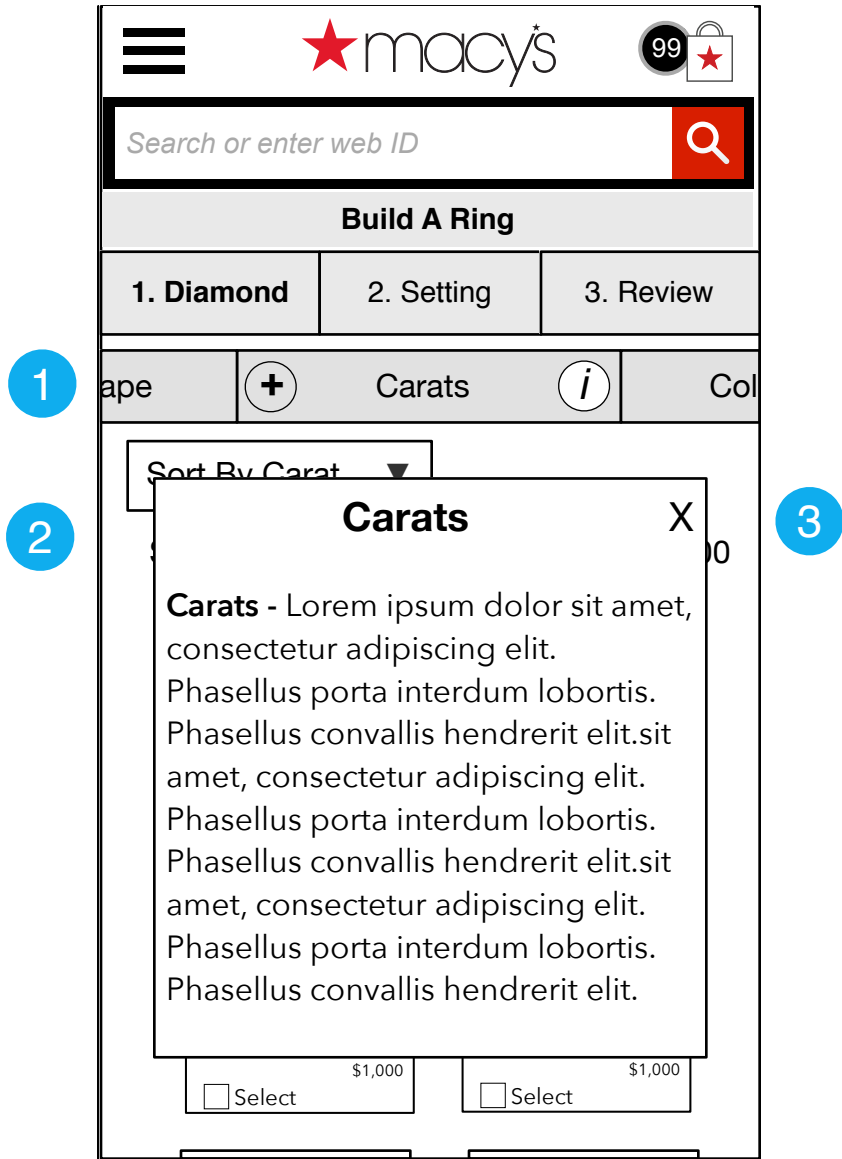 macy's
99
Search or enter web ID
Build A Ring
1. Diamond
2. Setting
3. Review
1
ape
+
Carats
i
Col
Sort By Carat ▼
2
Carats
X
3
00
Carats - Lorem ipsum dolor sit amet,
consectetur adipiscing elit.
Phasellus porta interdum lobortis.
Phasellus convallis hendrerit elit.sit
amet, consectetur adipiscing elit.
Phasellus porta interdum lobortis.
Phasellus convallis hendrerit elit.sit
amet, consectetur adipiscing elit.
Phasellus porta interdum lobortis.
Phasellus convallis hendrerit elit.
$1,000
Select
$1,000
Select